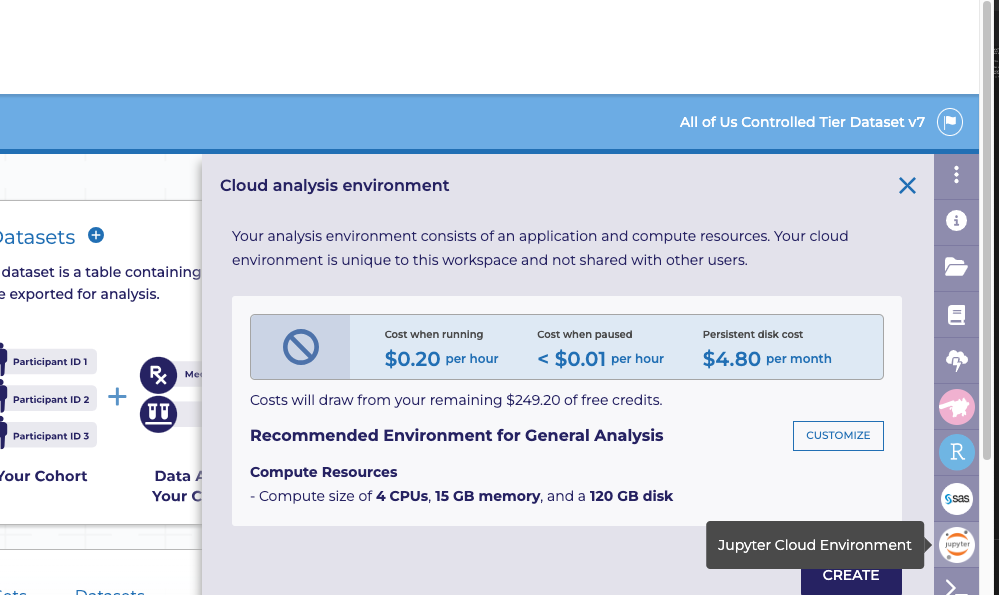 All of Us Controlled Tier Dataset v7
Cloud analysis environment
Your analysis environment consists of an application and compute resources. Your cloud
environment is unique to this workspace and not shared with other users.
Cost when running
Cost when paused
Persistent disk cost
$0.20 per hour
< $0.01 per hour
$4.80 per month
Costs will draw from your remaining $249.20 of free credits.
Recommended Environment for General Analysis
CUSTOMIZE
Compute Resources
- Compute size of 4 CPUs, 15 GB memory, and a 120 GB disk
Jupyter Cloud Environment
CREATE
Datasets
dataset is a table containing
exported for analysis.
Participant ID 1
Participant ID 2
Participant ID 3
Rx
Your Cohort
Data
Your
Datasets
R
sas
jupyter